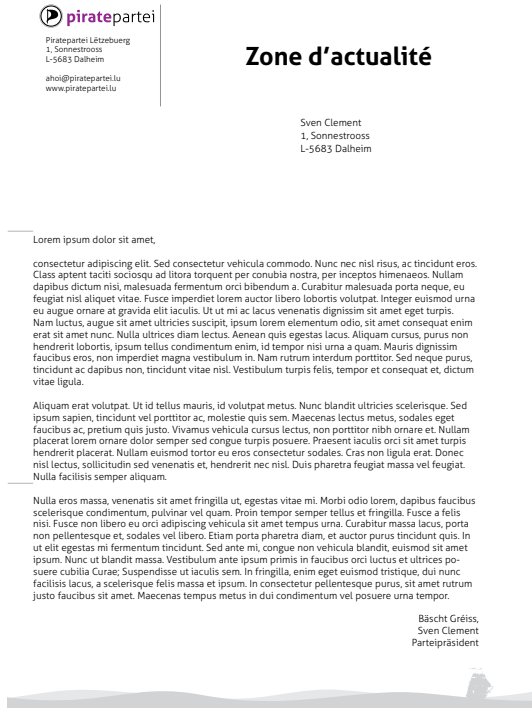 piratepartei
Piratepartei Lëtzebuerg
1, Sonnestrooss
L-5683 Dalheim
ahoi@piratepartei.lu
www.piratepartei.lu
Zone d’actualité
Sven Clement
1, Sonnestrooss
L-5683 Dalheim
Lorem ipsum dolor sit amet,
consectetur adipiscing elit. Sed consectetur vehicula commodo. Nunc nec nisl risus, ac tincidunt eros.
Class aptent taciti sociosqu ad litora torquent per conubia nostra, per inceptos himenaeos. Nullam
dapibus dictum nisi, malesuada fermentum orci bibendum a. Curabitur malesuada porta neque, eu
feugiat nisl aliquet vitae. Fusce imperdiet lorem auctor libero lobortis volutpat. Integer euismod urna
eu augue ornare at gravida elit iaculis. Ut ut mi ac lacus venenatis dignissim sit amet eget turpis.
Nam luctus, augue sit amet ultricies suscipit, ipsum lorem elementum odio, sit amet consequat enim
erat sit amet nunc. Nulla ultrices diam lectus. Aenean quis egestas lacus. Aliquam cursus, purus non
hendrerit lobortis, ipsum tellus condimentum enim, id tempor nisi urna a quam. Mauris dignissim
faucibus eros, non imperdiet magna vestibulum in. Nam rutrum interdum porttitor. Sed neque purus,
tincidunt ac dapibus non, tincidunt vitae nisl. Vestibulum turpis felis, tempor et consequat et, dictum
vitae ligula.
Aliquam erat volutpat. Ut id tellus mauris, id volutpat metus. Nunc blandit ultricies scelerisque. Sed
ipsum sapien, tincidunt vel porttitor ac, molestie quis sem. Maecenas lectus metus, sodales eget
faucibus ac, pretium quis justo. Vivamus vehicula cursus lectus, non porttitor nibh ornare et. Nullam
placerat lorem ornare dolor semper sed congue turpis posuere. Praesent iaculis orci sit amet turpis
hendrerit placerat. Nullam euismod tortor eu eros consectetur sodales. Cras non ligula erat. Donec
nisl lectus, sollicitudin sed venenatis et, hendrerit nec nisl. Duis pharetra feugiat massa vel feugiat.
Nulla facilisis semper aliquam.
Nulla eros massa, venenatis sit amet fringilla ut, egestas vitae mi. Morbi odio lorem, dapibus faucibus
scelerisque condimentum, pulvinar vel quam. Proin tempor semper tellus et fringilla. Fusce a felis
nisi. Fusce non libero eu orci adipiscing vehicula sit amet tempus urna. Curabitur massa lacus, porta
non pellentesque et, sodales vel libero. Etiam porta pharetra diam, et auctor purus tincidunt quis. In
ut elit egestas mi fermentum tincidunt. Sed ante mi, congue non vehicula blandit, euismod sit amet
ipsum. Nunc ut blandit massa. Vestibulum ante ipsum primis in faucibus orci luctus et ultrices po-
suere cubilia Curae; Suspendisse ut iaculis sem. In fringilla, enim eget euismod tristique, dui nunc
facilisis lacus, a scelerisque felis massa et ipsum. In consectetur pellentesque purus, sit amet rutrum
justo faucibus sit amet. Maecenas tempus metus in dui condimentum vel posuere urna tempor.
Bäscht Gréiss,
Sven Clement
Parteipräsident